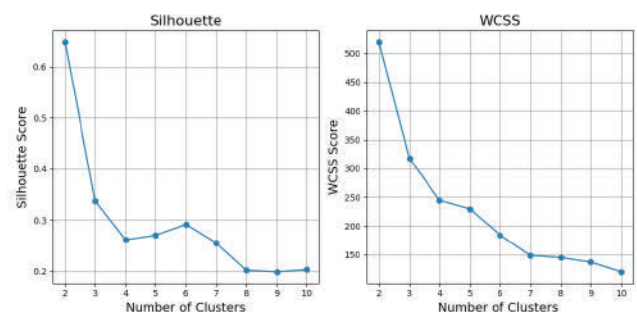 Silhouette
0.6
0.5
0.4
0.3
0.2
Silhouette Score
2 3 4 5 6 7 8 9 10
Number of Clusters
WCSS
500
450
400
350
300
250
200
150
WCSS Score
2 3 4 5 6 7 8 9 10
Number of Clusters